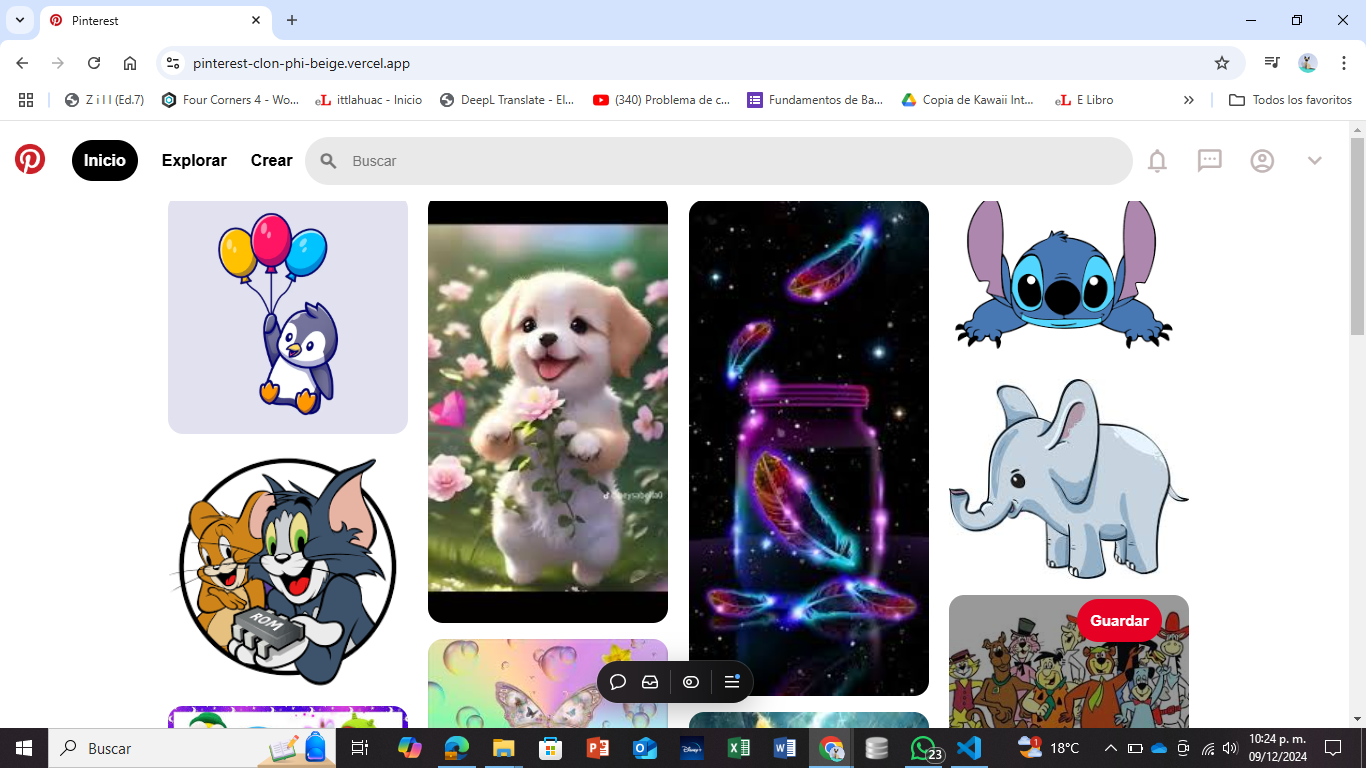 Pinterest
pinterest-clon-phi-beige.vercel.app
Z i l l (Ed.7)
Four Corners 4 - Wo...
ittlahuac - Inicio
DeepL Translate - El...
(340) Problema de c...
Fundamentos de Ba...
Copia de Kawaii Int...
E Libro
Todos los favoritos
Inicio
Explorar
Crear
Buscar
ROM
Guardar
Buscar
23
1
18°C
10:24 p. m.
09/12/2024